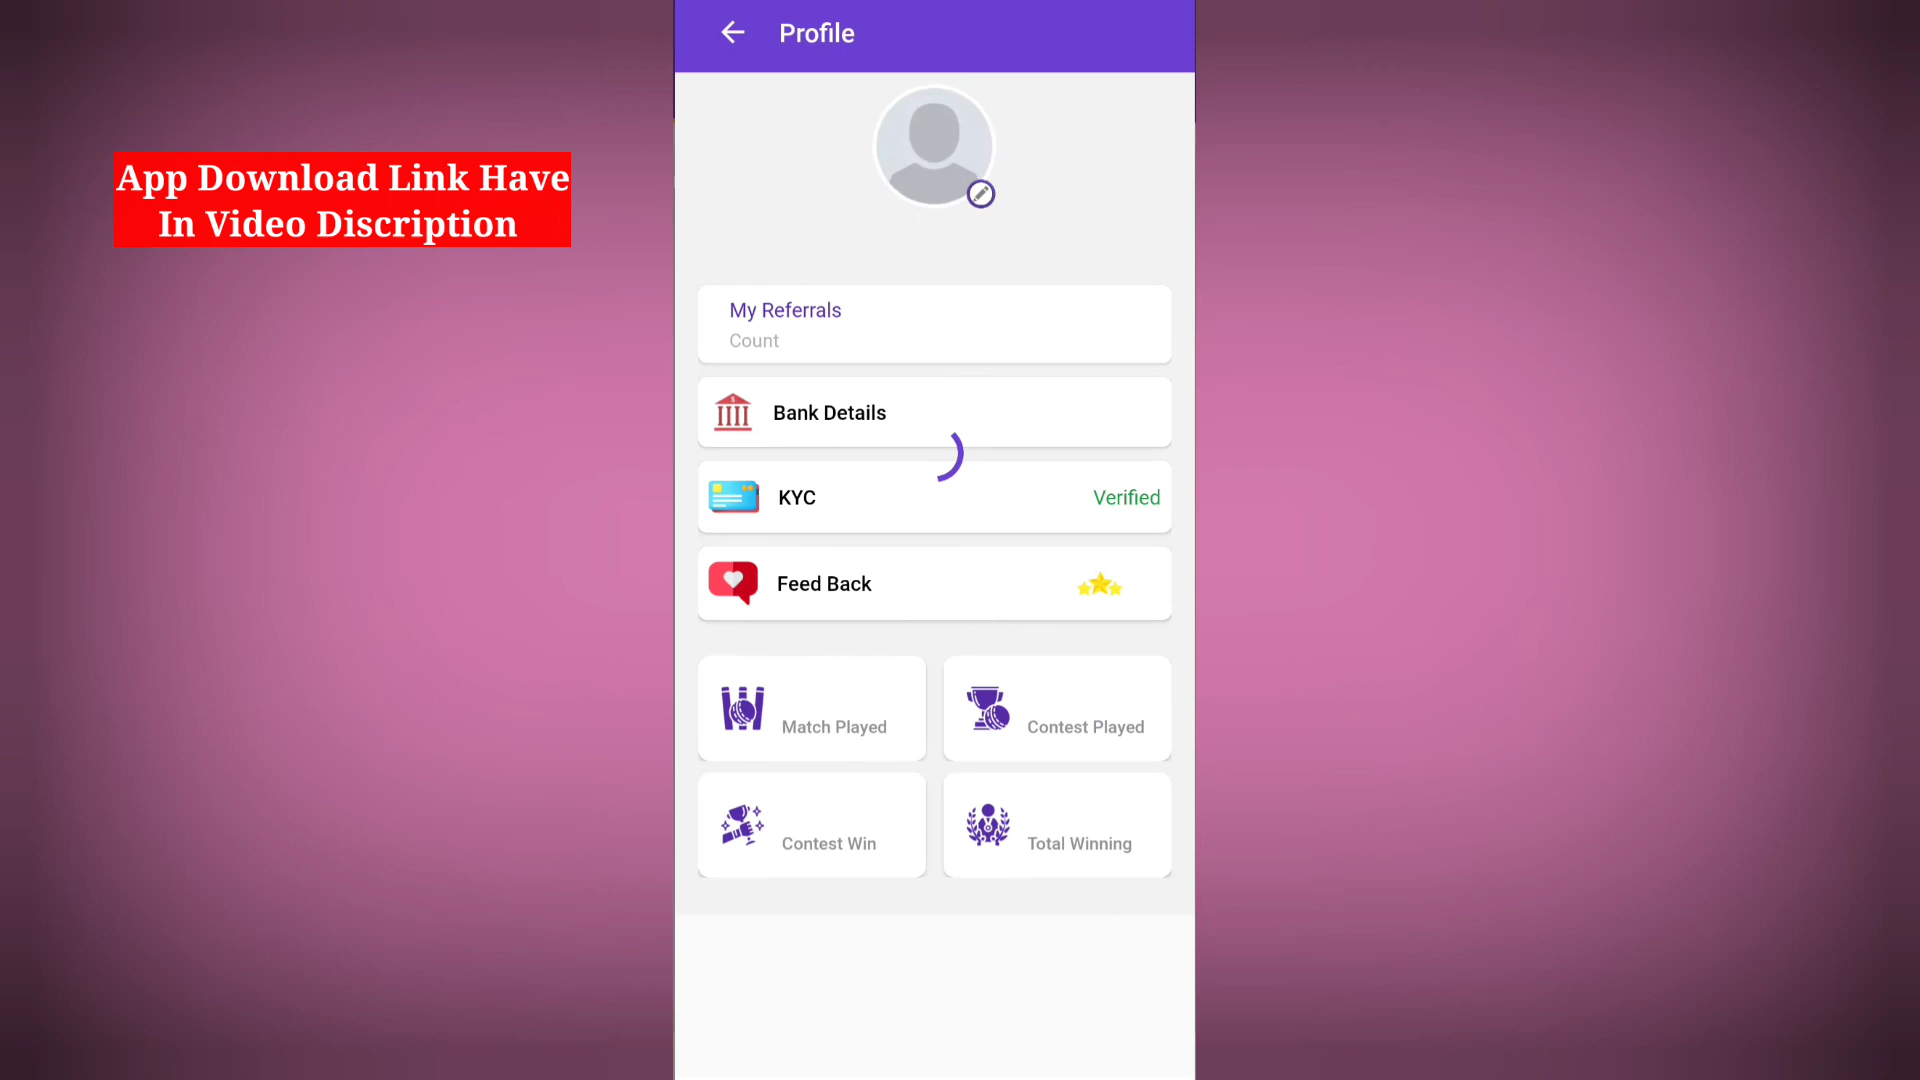 Profile
App Download Link Have
In Video Discription
My Referrals
Count
Bank Details
KYC
Verified
Feed Back
Match Played
Contest Played
Contest Win
Total Winning